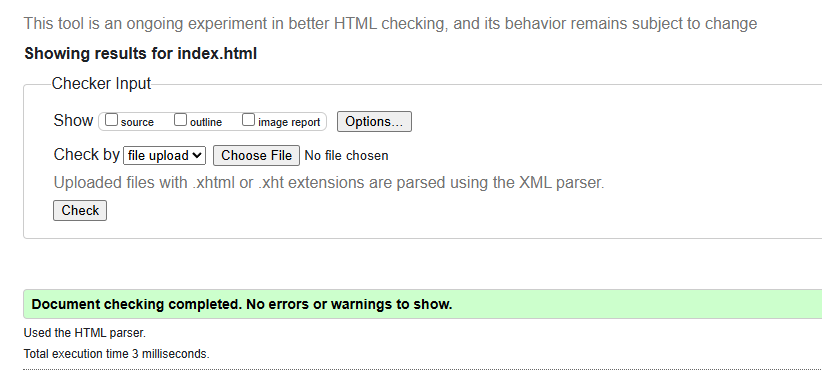 This tool is an ongoing experiment in better HTML checking, and its behavior remains subject to change
Showing results for index.html
Checker Input
Show source outline image report Options...
Check by file upload Choose File No file chosen
Uploaded files with .xhtml or .xht extensions are parsed using the XML parser.
Check
Document checking completed. No errors or warnings to show.
Used the HTML parser.
Total execution time 3 milliseconds.